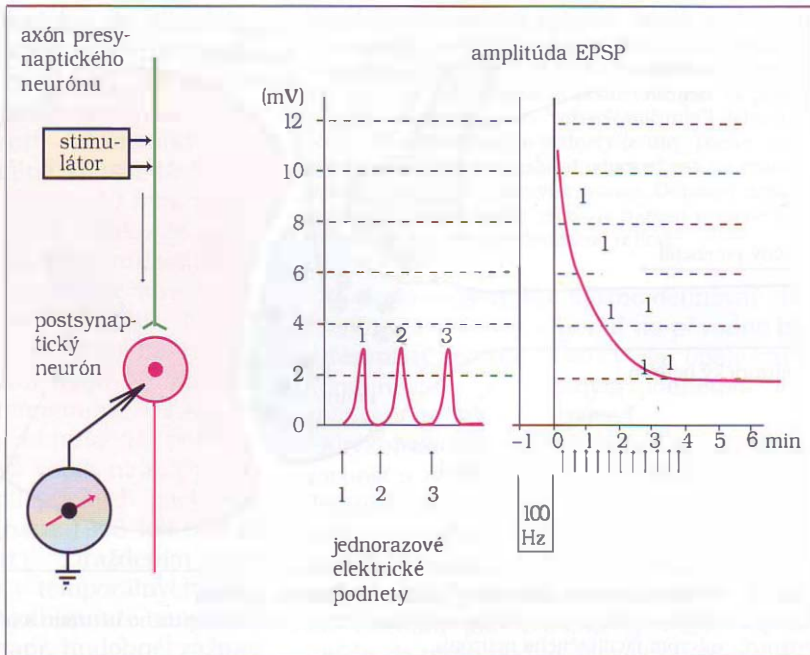 axón presy-
naptického
neurónu
stimu-
látor
postsynap-
tický
neurón
amplitúda EPSP
(mV)
12
10
8
6
4
2
0
1 2 3
1 2 3
jednorazové
elektrické
podnety
1
1
1
1
1 1
-1 0 1 2 3 4 5 6 min
100
Hz